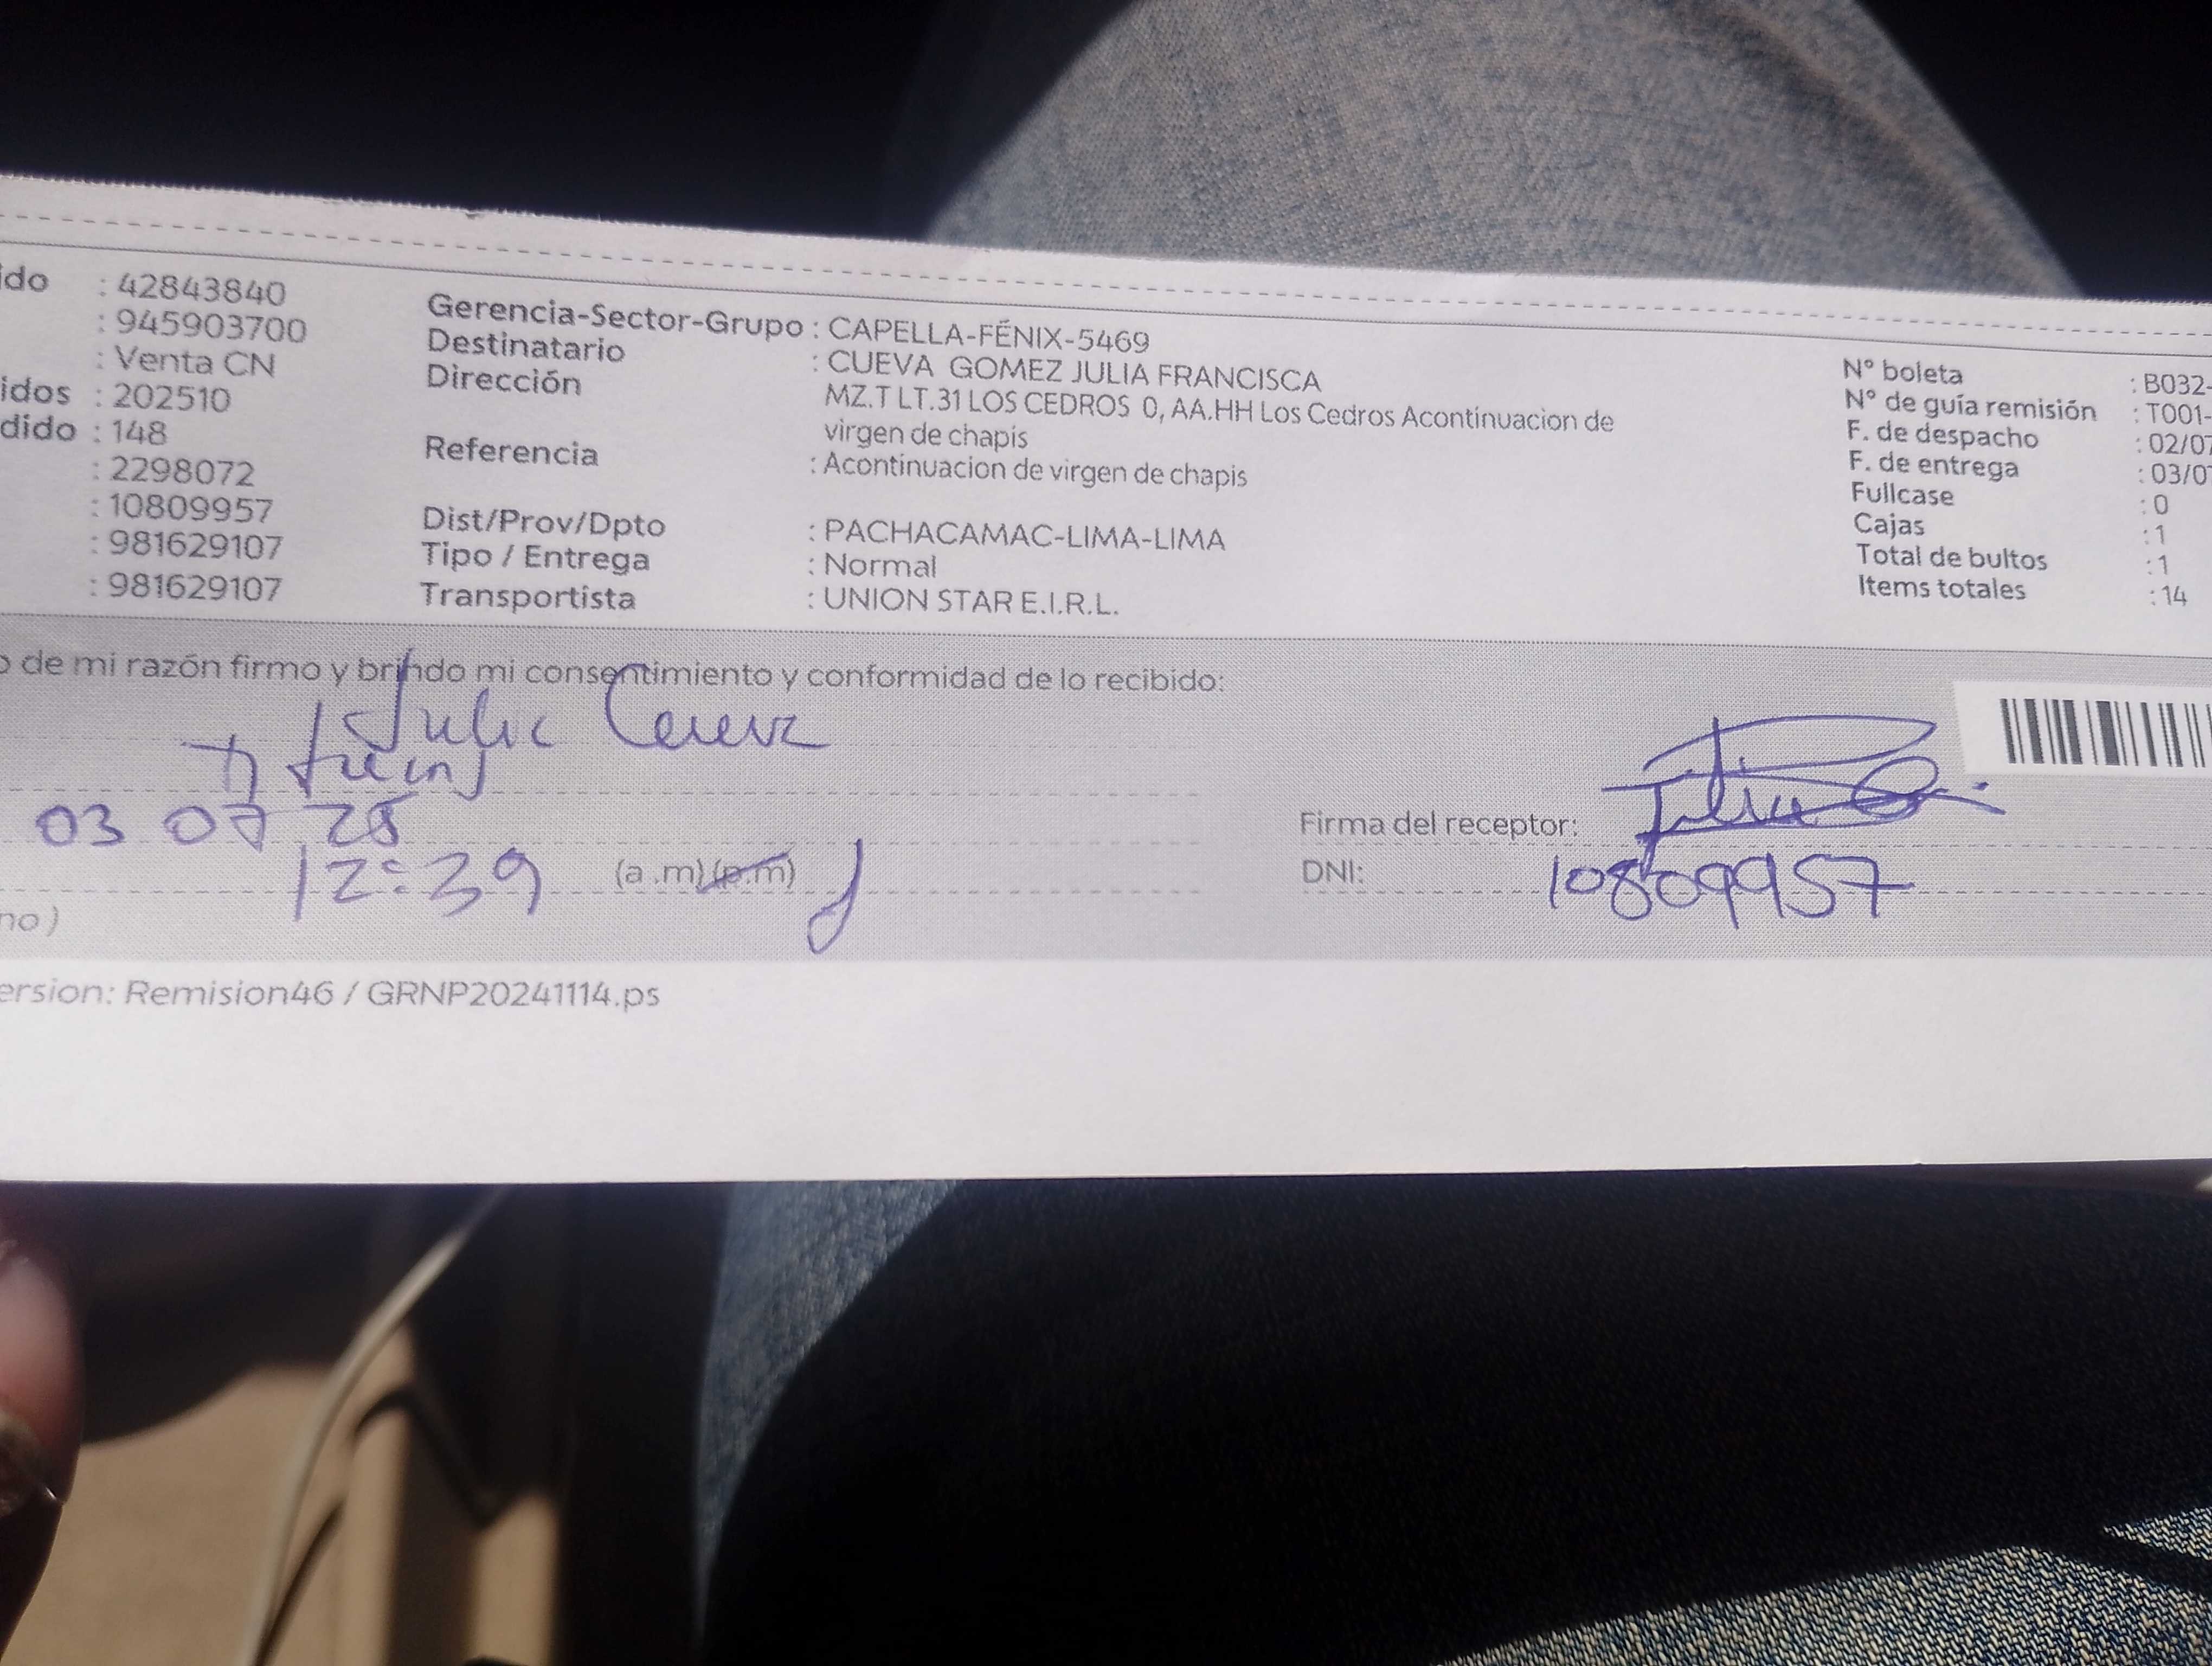 ido : 42843840
: 945903700
: Venta CN
idos : 202510
dido : 148
: 2298072
: 10809957
: 981629107
: 981629107
Gerencia-Sector-Grupo : CAPELLA-FÉNIX-5469
Destinatario : CUEVA GOMEZ JULIA FRANCISCA
Dirección MZ.T LT.31 LOS CEDROS 0, AA.HH Los Cedros Acontinuacion de
virgen de chapis
Referencia : Acontinuacion de virgen de chapis
Dist/Prov/Dpto : PACHACAMAC-LIMA-LIMA
Tipo / Entrega : Normal
Transportista : UNION STAR E.I.R.L.
N° boleta : B032-
N° de guía remisión : T001-
F. de despacho : 02/07
F. de entrega : 03/0
Fullcase : 0
Cajas : 1
Total de bultos : 1
Items totales : 14
o de mi razón firmo y brindo mi consentimiento y conformidad de lo recibido:
Julia Cueva
03 07 25
12:39 (a.m) (p.m)
no )
Firma del receptor:
DNI: 10809957
ersion: Remision46 / GRNP20241114.ps